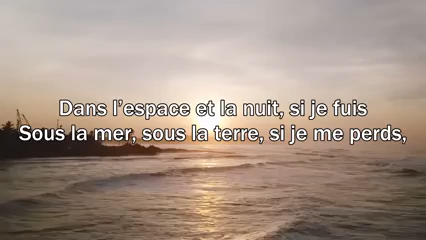 Dans l’espace et la nuit, si je fuis
Sous la mer, sous la terre, si je me perds,